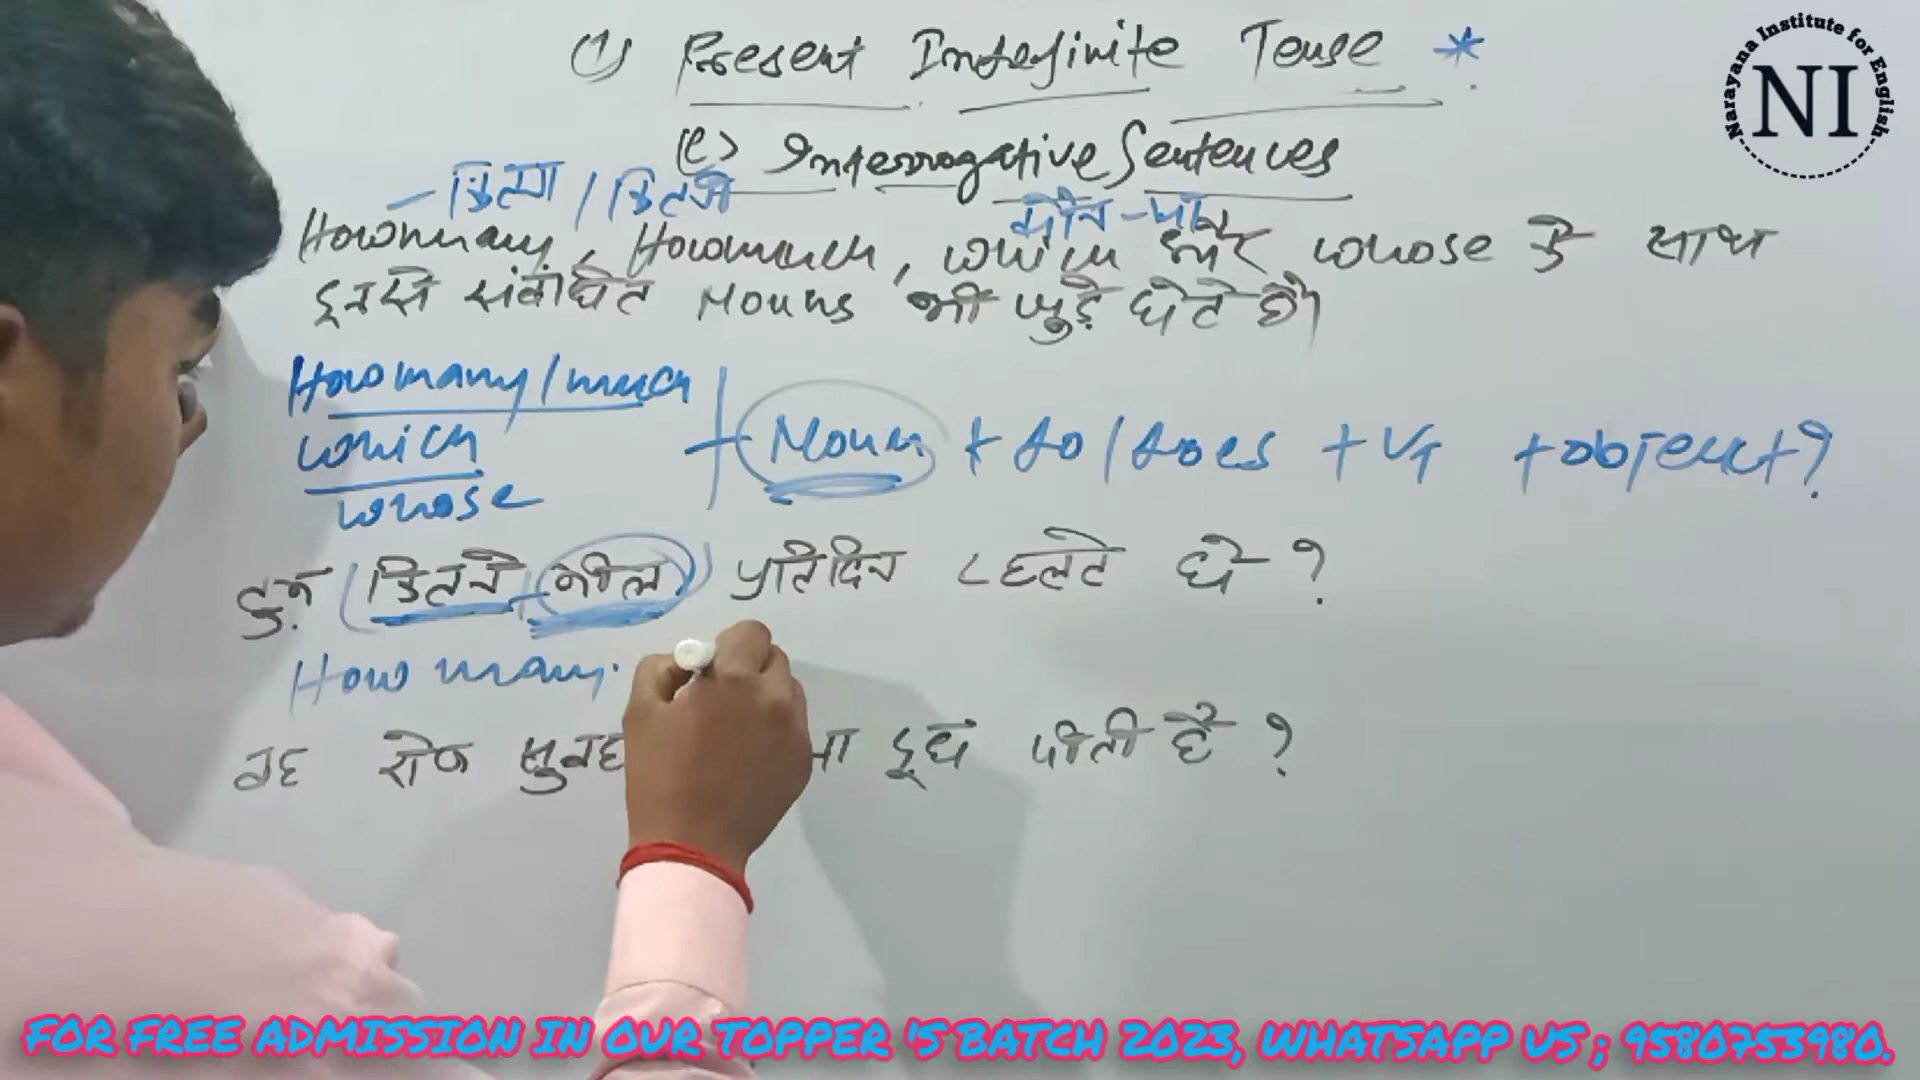 (1) Present Indefinite Tense *
(e) Interrogative Sentences
- कितना / कितनी
कौन - सा
How many, How much, which और whose के साथ
इनसे संबंधित Nouns भी जुड़े होते हैं।
How many / much
which
whose
+ Noun + do / does + V1 + object ?
तुम कितने मील प्रतिदिन टहलते हो ?
How many
वह रोज सुबह दूध पीती है ?
Narayana Institute for English.
NI
FOR FREE ADMISSION IN OUR TOPPER 'S BATCH 2023, WHATSAPP US ; 9580753980.